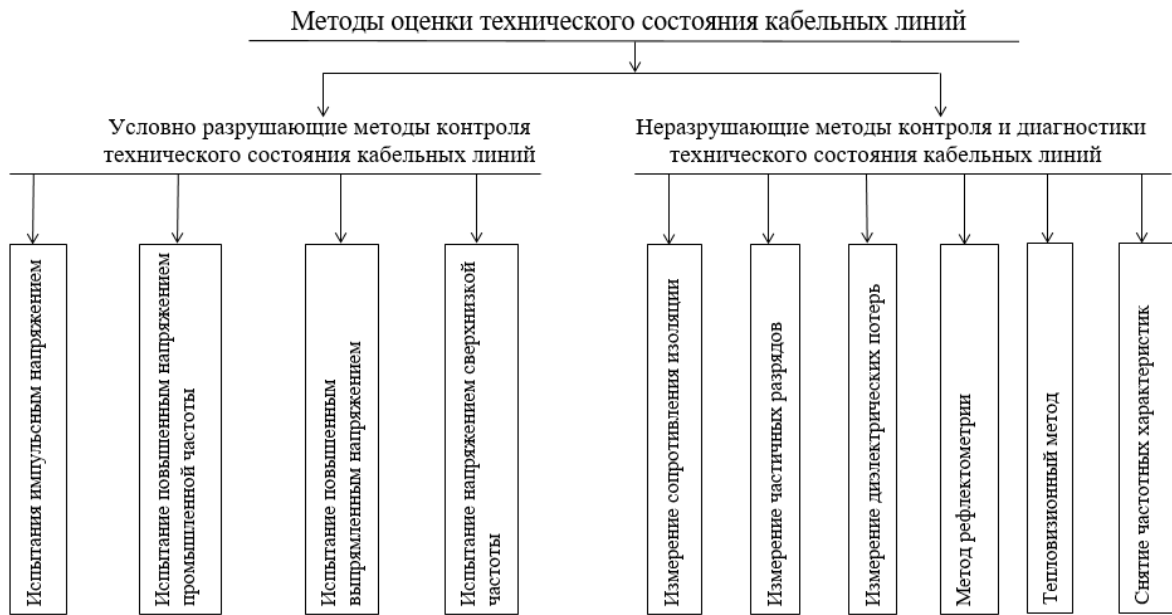 Методы оценки технического состояния кабельных линий
Условно разрушающие методы контроля
технического состояния кабельных линий
Неразрушающие методы контроля и диагностики
технического состояния кабельных линий
Испытания импульсным напряжением
Испытание повышенным напряжением
промышленной частоты
Испытание повышенным
выпрямленным напряжением
Испытание напряжением сверхнизкой
частоты
Измерение сопротивления изоляции
Измерение частичных разрядов
Измерение диэлектрических потерь
Метод рефлектометрии
Тепловизионный метод
Снятие частотных характеристик